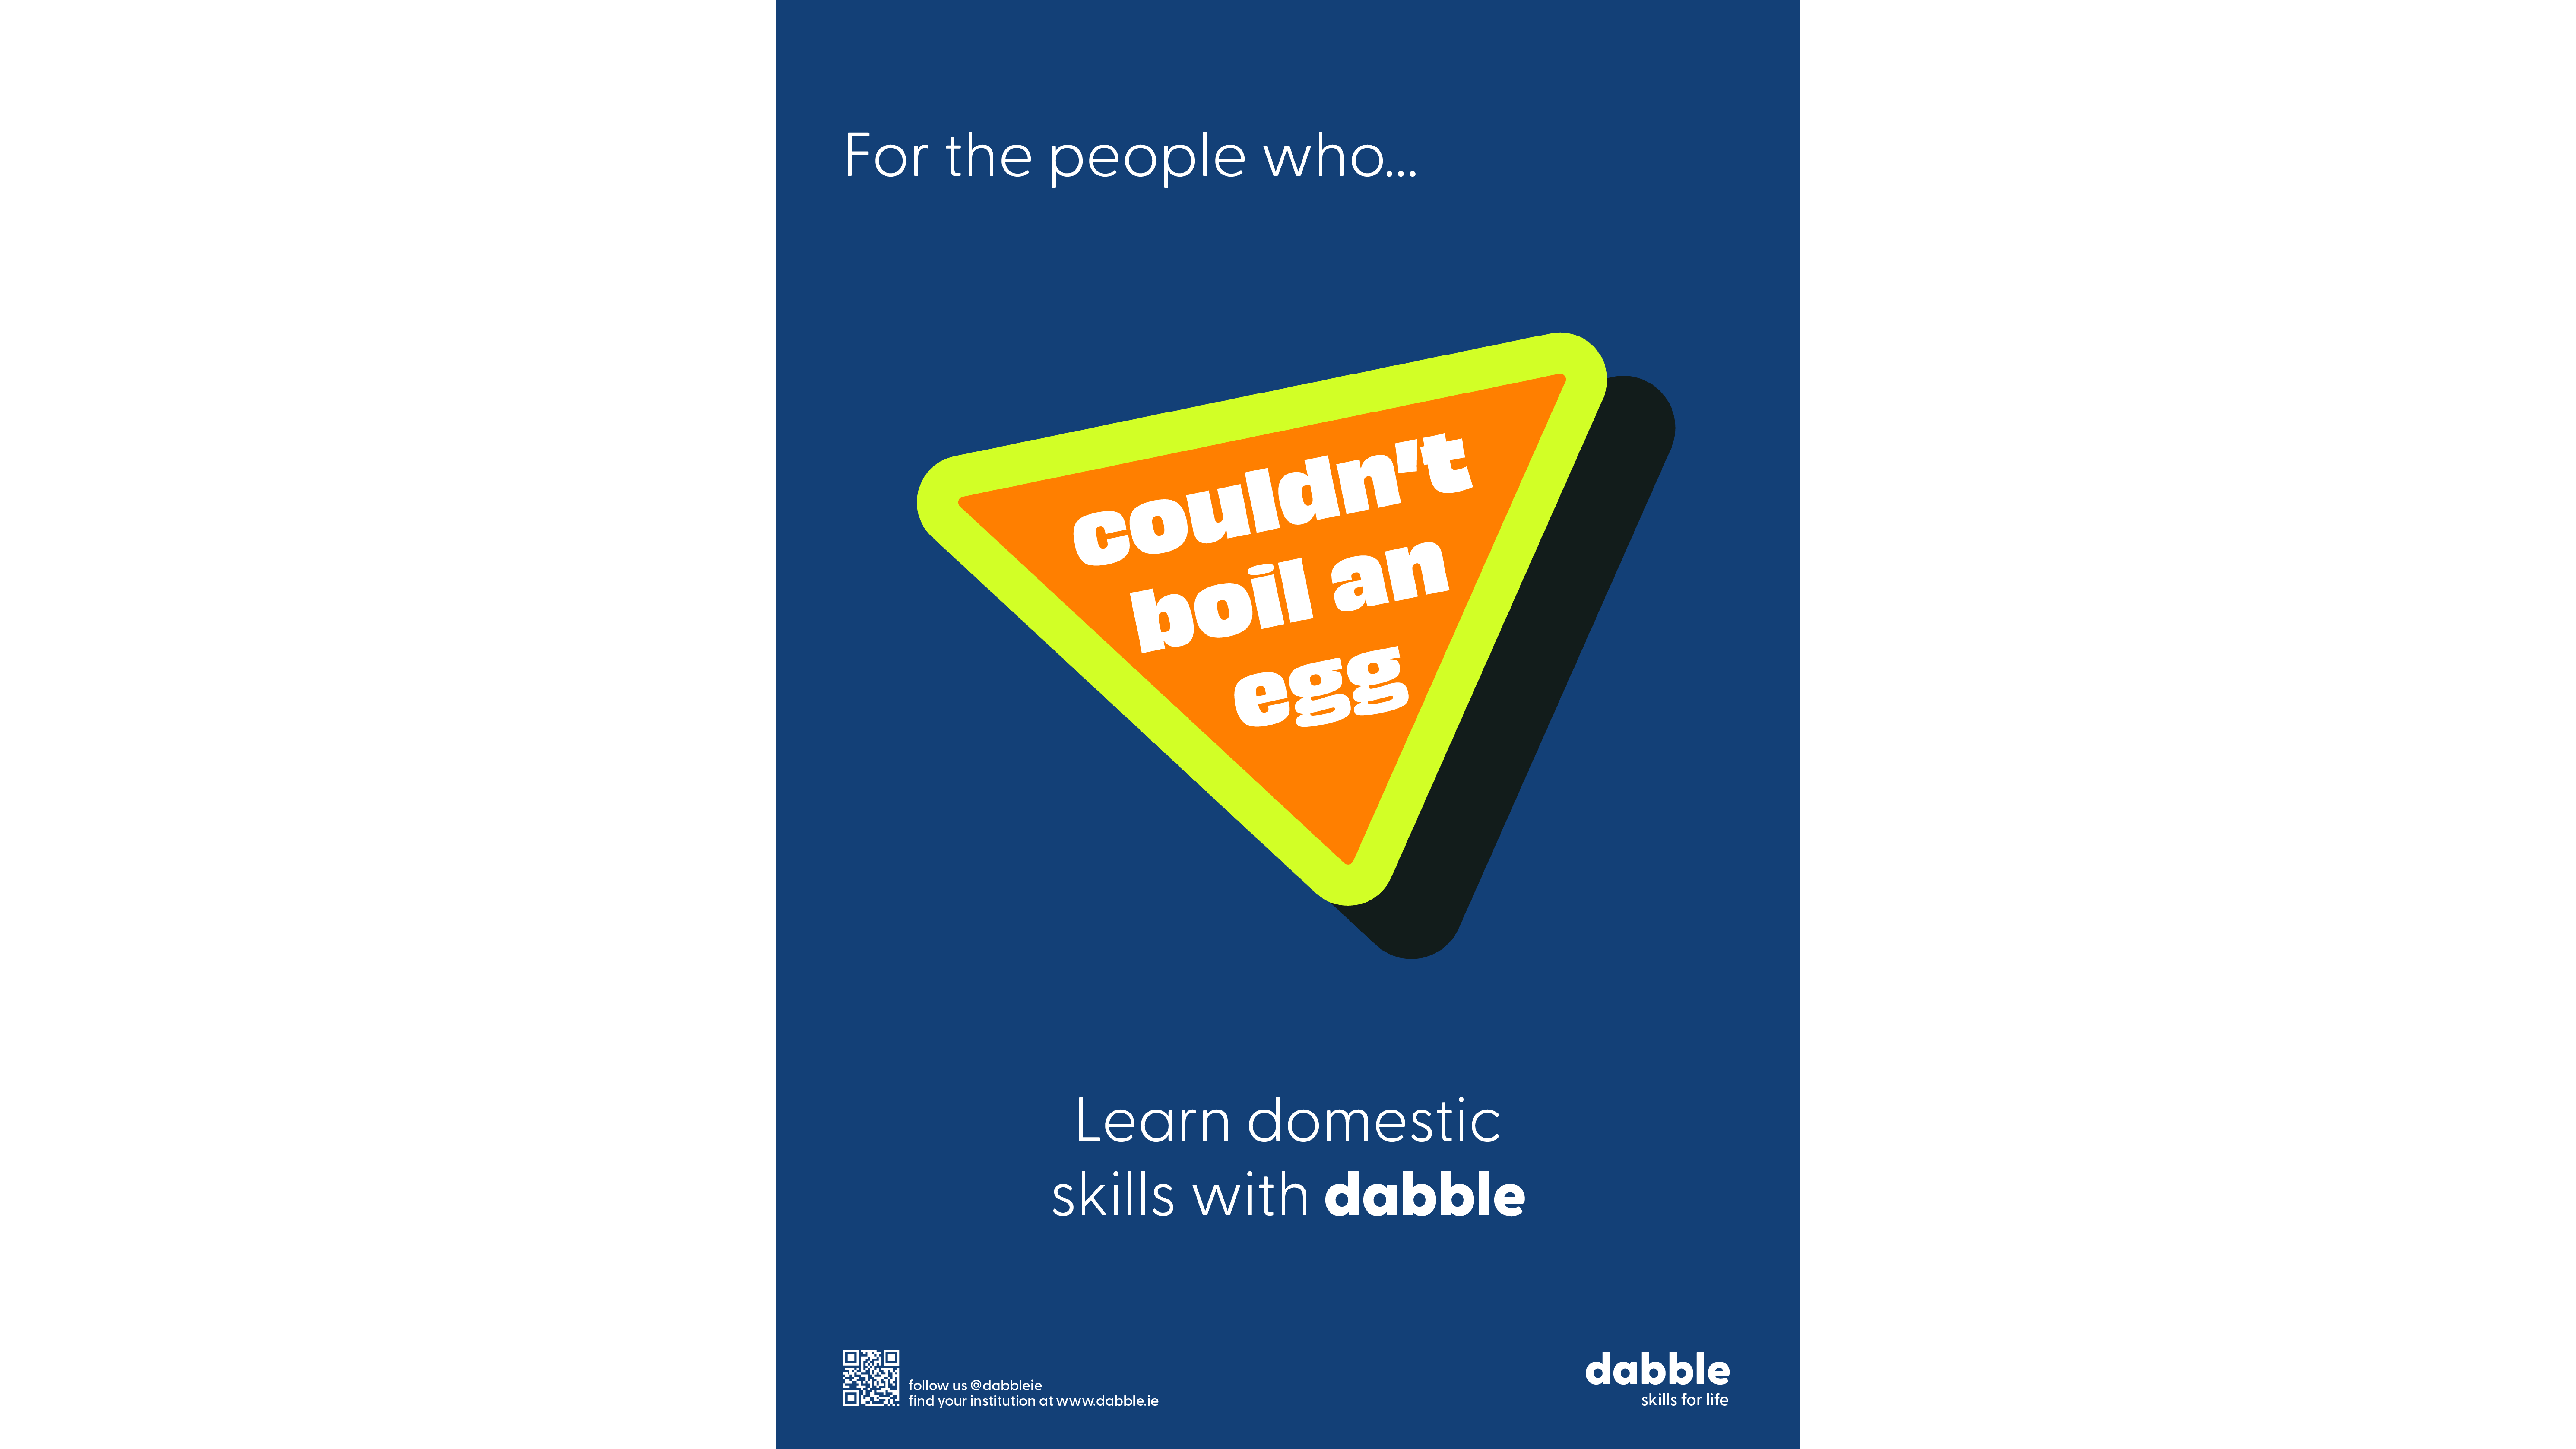 For the people who...
couldn't
boil an
egg
Learn domestic
skills with dabble
follow us @dabbleie
find your institution at www.dabble.ie
dabble
skills for life